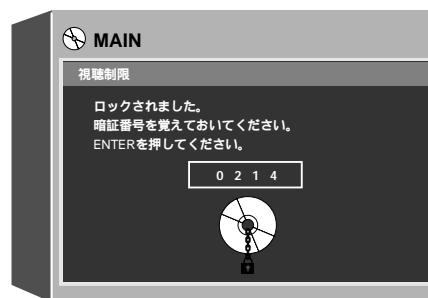 MAIN
視聴制限
ロックされました。
暗証番号を覚えておいてください。
ENTERを押してください。
0 2 1 4